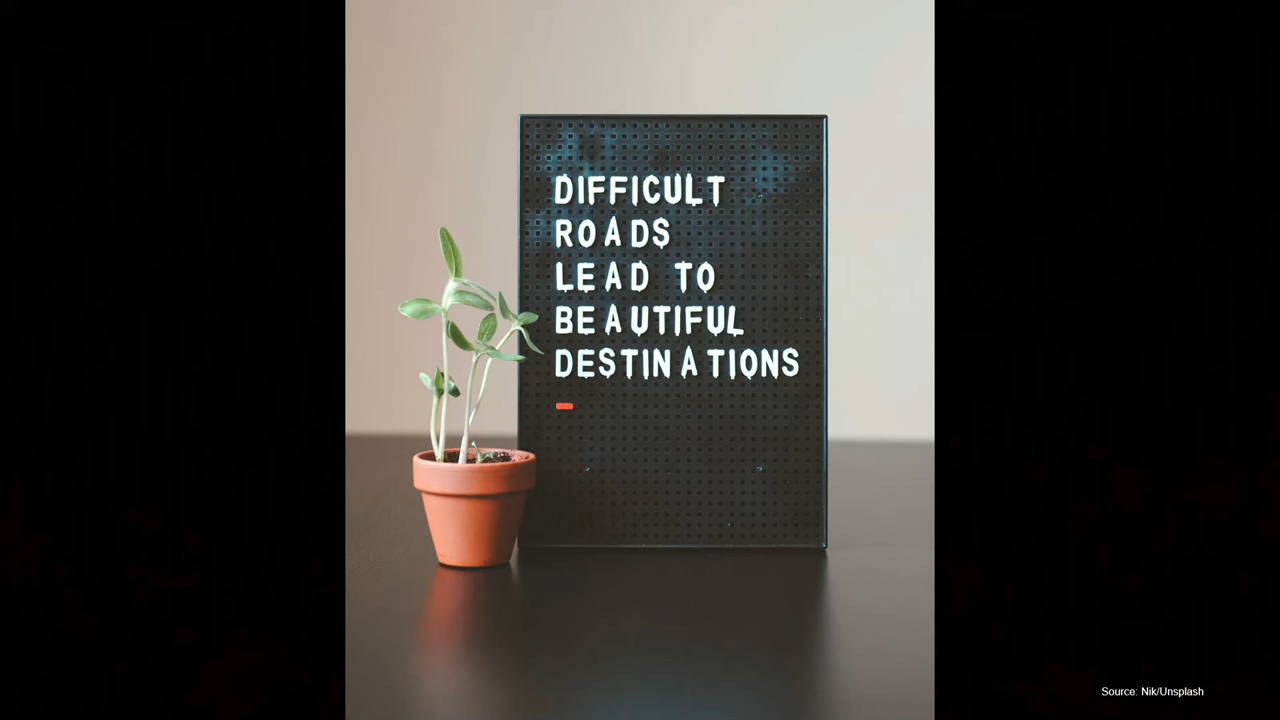 DIFFICULT
ROADS
LEAD TO
BEAUTIFUL
DESTINATIONS
Source: Nik/Unsplash